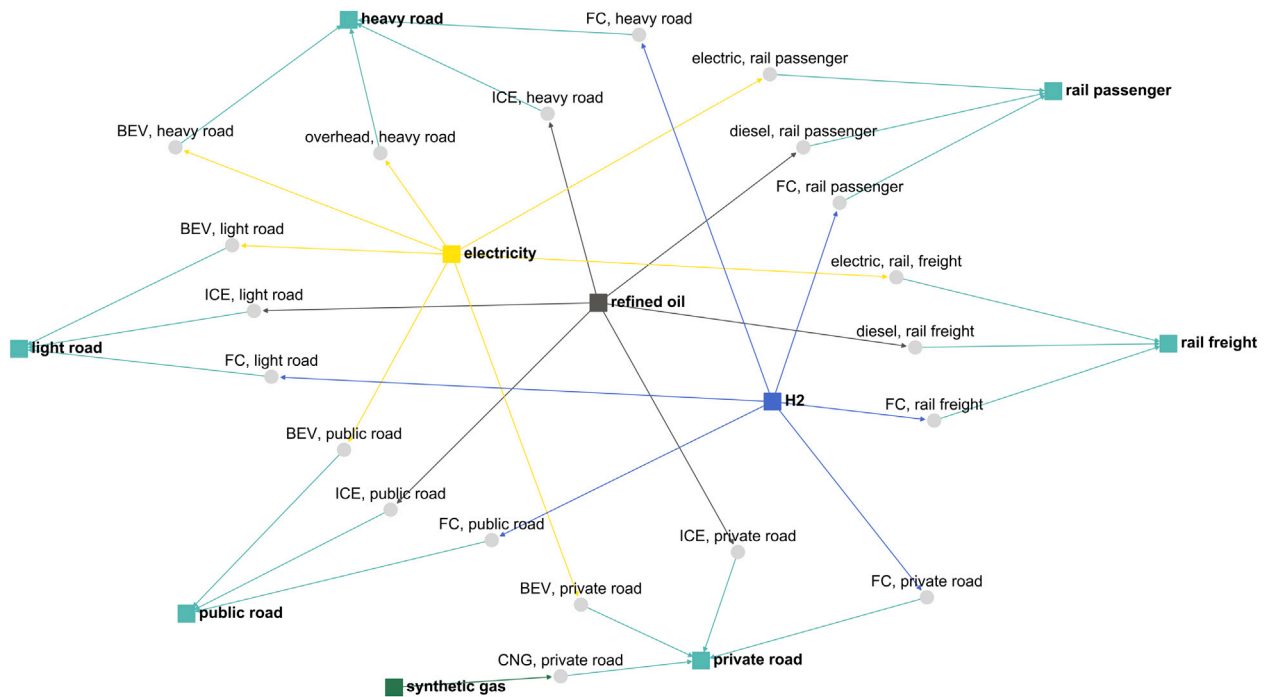 heavy road
FC, heavy road
electric, rail passenger
rail passenger
ICE, heavy road
BEV, heavy road
overhead, heavy road
diesel, rail passenger
FC, rail passenger
BEV, light road
electricity
electric, rail, freight
ICE, light road
refined oil
diesel, rail freight
rail freight
light road
FC, light road
H2
FC, rail freight
BEV, public road
ICE, public road
FC, public road
ICE, private road
BEV, private road
FC, private road
public road
CNG, private road
private road
synthetic gas